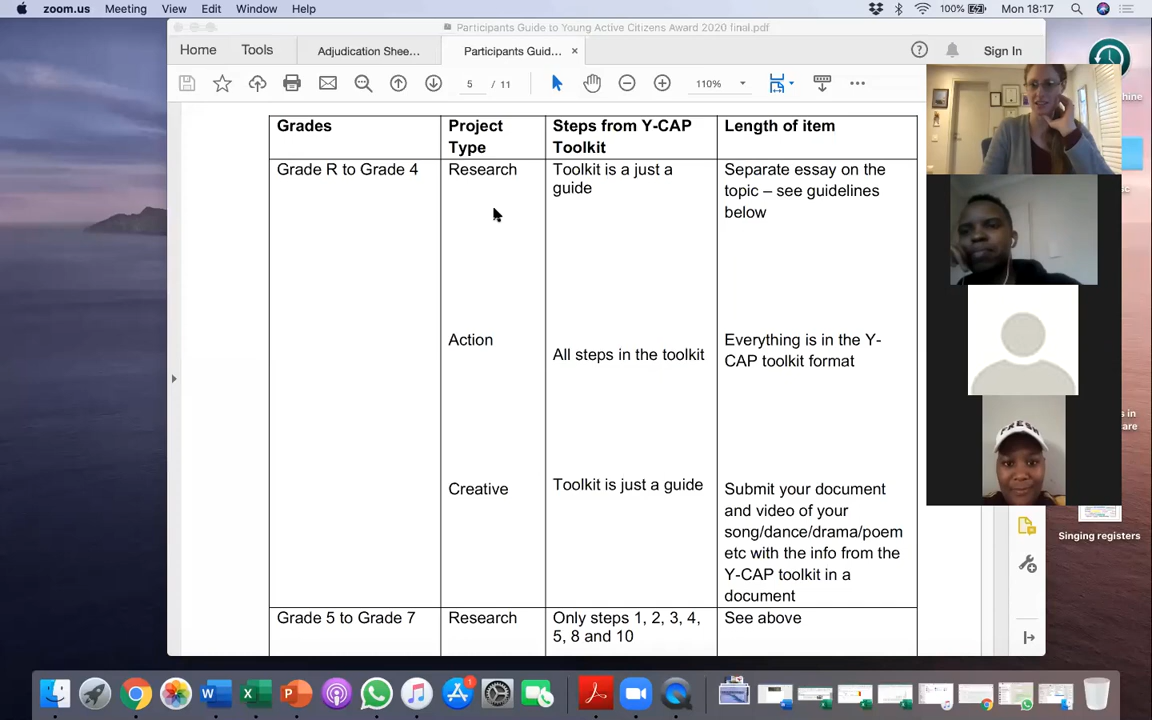 zoom.us Meeting View Edit Window Help 100% Mon 18:17
Participants Guide to Young Active Citizens Award 2020 final.pdf
Home Tools Adjudication Shee... Participants Guid... × Sign In
5 / 11 110%
Grades Project Type Steps from Y-CAP Toolkit Length of item
Grade R to Grade 4 Research Toolkit is a just a guide Separate essay on the topic – see guidelines below
Action All steps in the toolkit Everything is in the Y-CAP toolkit format
Creative Toolkit is just a guide Submit your document and video of your song/dance/drama/poem etc with the info from the Y-CAP toolkit in a document
Grade 5 to Grade 7 Research Only steps 1, 2, 3, 4, 5, 8 and 10 See above
FRESH
Singing registers